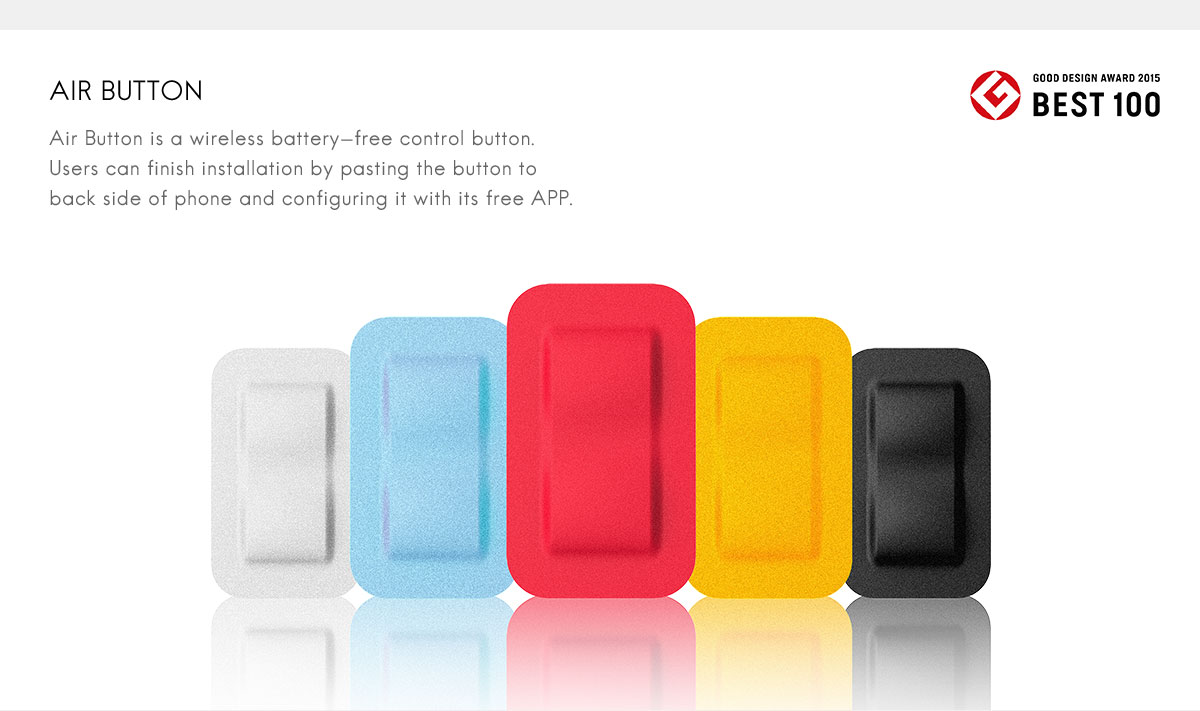 AIR BUTTON
Air Button is a wireless battery–free control button.
Users can finish installation by pasting the button to
back side of phone and configuring it with its free APP.
GOOD DESIGN AWARD 2015
BEST 100